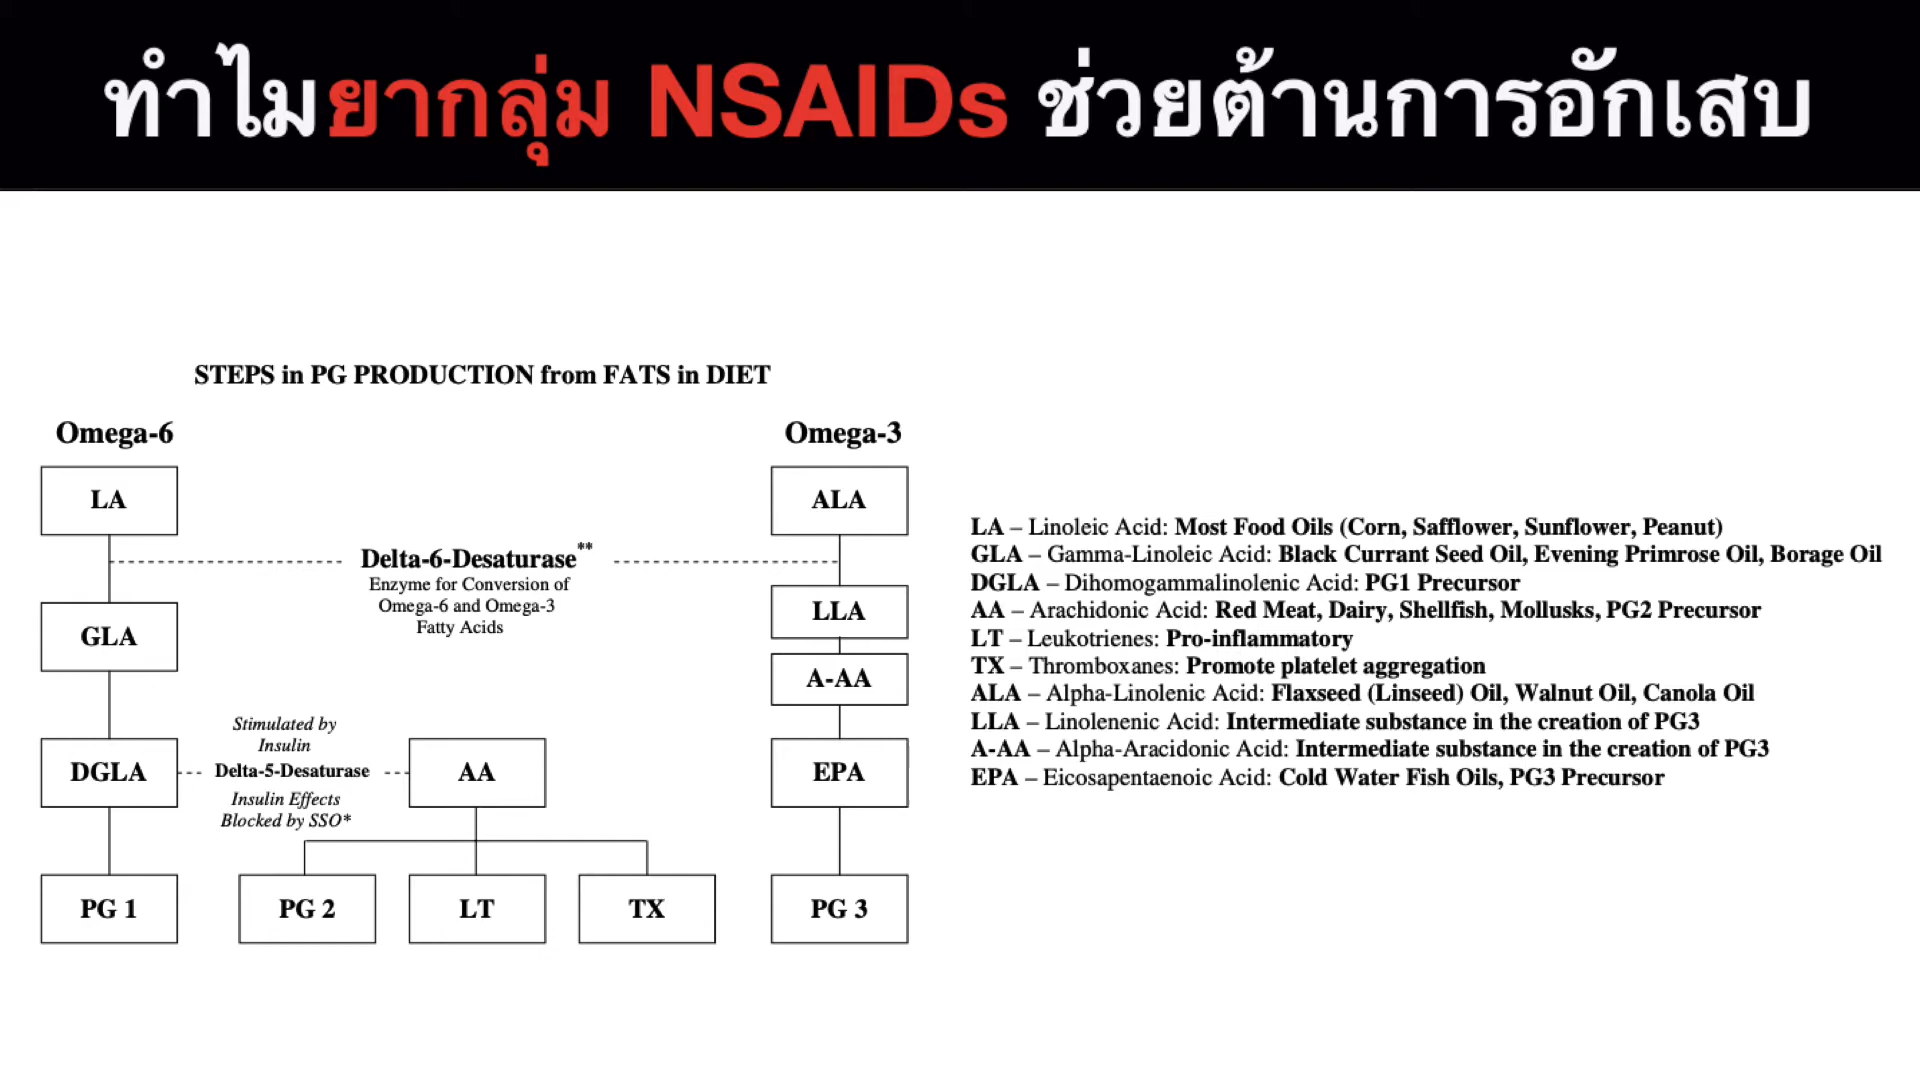 ทำไมยากลุ่ม NSAIDs ช่วยต้านการอักเสบ
STEPS in PG PRODUCTION from FATS in DIET
Omega-6
Omega-3
LA
ALA
Delta-6-Desaturase**
Enzyme for Conversion of
Omega-6 and Omega-3
Fatty Acids
GLA
LLA
A-AA
Stimulated by
Insulin
DGLA
Delta-5-Desaturase
AA
EPA
Insulin Effects
Blocked by SSO*
PG 1
PG 2
LT
TX
PG 3
LA – Linoleic Acid: Most Food Oils (Corn, Safflower, Sunflower, Peanut)
GLA – Gamma-Linoleic Acid: Black Currant Seed Oil, Evening Primrose Oil, Borage Oil
DGLA – Dihomogammalinolenic Acid: PG1 Precursor
AA – Arachidonic Acid: Red Meat, Dairy, Shellfish, Mollusks, PG2 Precursor
LT – Leukotrienes: Pro-inflammatory
TX – Thromboxanes: Promote platelet aggregation
ALA – Alpha-Linolenic Acid: Flaxseed (Linseed) Oil, Walnut Oil, Canola Oil
LLA – Linolenenic Acid: Intermediate substance in the creation of PG3
A-AA – Alpha-Aracidonic Acid: Intermediate substance in the creation of PG3
EPA – Eicosapentaenoic Acid: Cold Water Fish Oils, PG3 Precursor